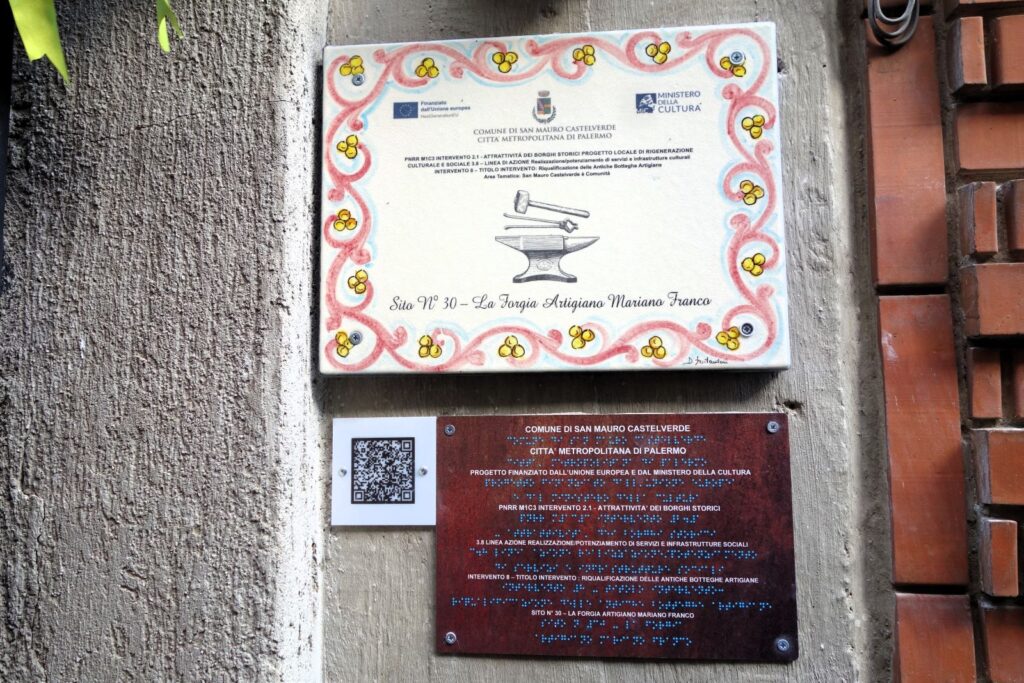 Finanziato
dall'Unione europea
NextGenerationEU
MINISTERO
DELLA
CULTURA
COMUNE DI SAN MAURO CASTELVERDE
CITTÀ METROPOLITANA DI PALERMO
PNRR M1C3 INTERVENTO 2.1 - ATTRATTIVITÀ DEI BORGHI STORICI PROGETTO LOCALE DI RIGENERAZIONE
CULTURALE E SOCIALE 3.8 – LINEA DI AZIONE Realizzazione/potenziamento di servizi e infrastrutture culturali
INTERVENTO 8 – TITOLO INTERVENTO: Riqualificazione delle Antiche Botteghe Artigiane
Area Tematica: San Mauro Castelverde è Comunità
Sito N° 30 – La Forgia Artigiano Mariano Franco
COMUNE DI SAN MAURO CASTELVERDE
CITTA' METROPOLITANA DI PALERMO
PROGETTO FINANZIATO DALL'UNIONE EUROPEA E DAL MINISTERO DELLA CULTURA
PNRR M1C3 INTERVENTO 2.1 - ATTRATTIVITA' DEI BORGHI STORICI
3.8 LINEA AZIONE REALIZZAZIONE/POTENZIAMENTO DI SERVIZI E INFRASTRUTTURE SOCIALI
INTERVENTO 8 – TITOLO INTERVENTO : RIQUALIFICAZIONE DELLE ANTICHE BOTTEGHE ARTIGIANE
SITO N° 30 – LA FORGIA ARTIGIANO MARIANO FRANCO